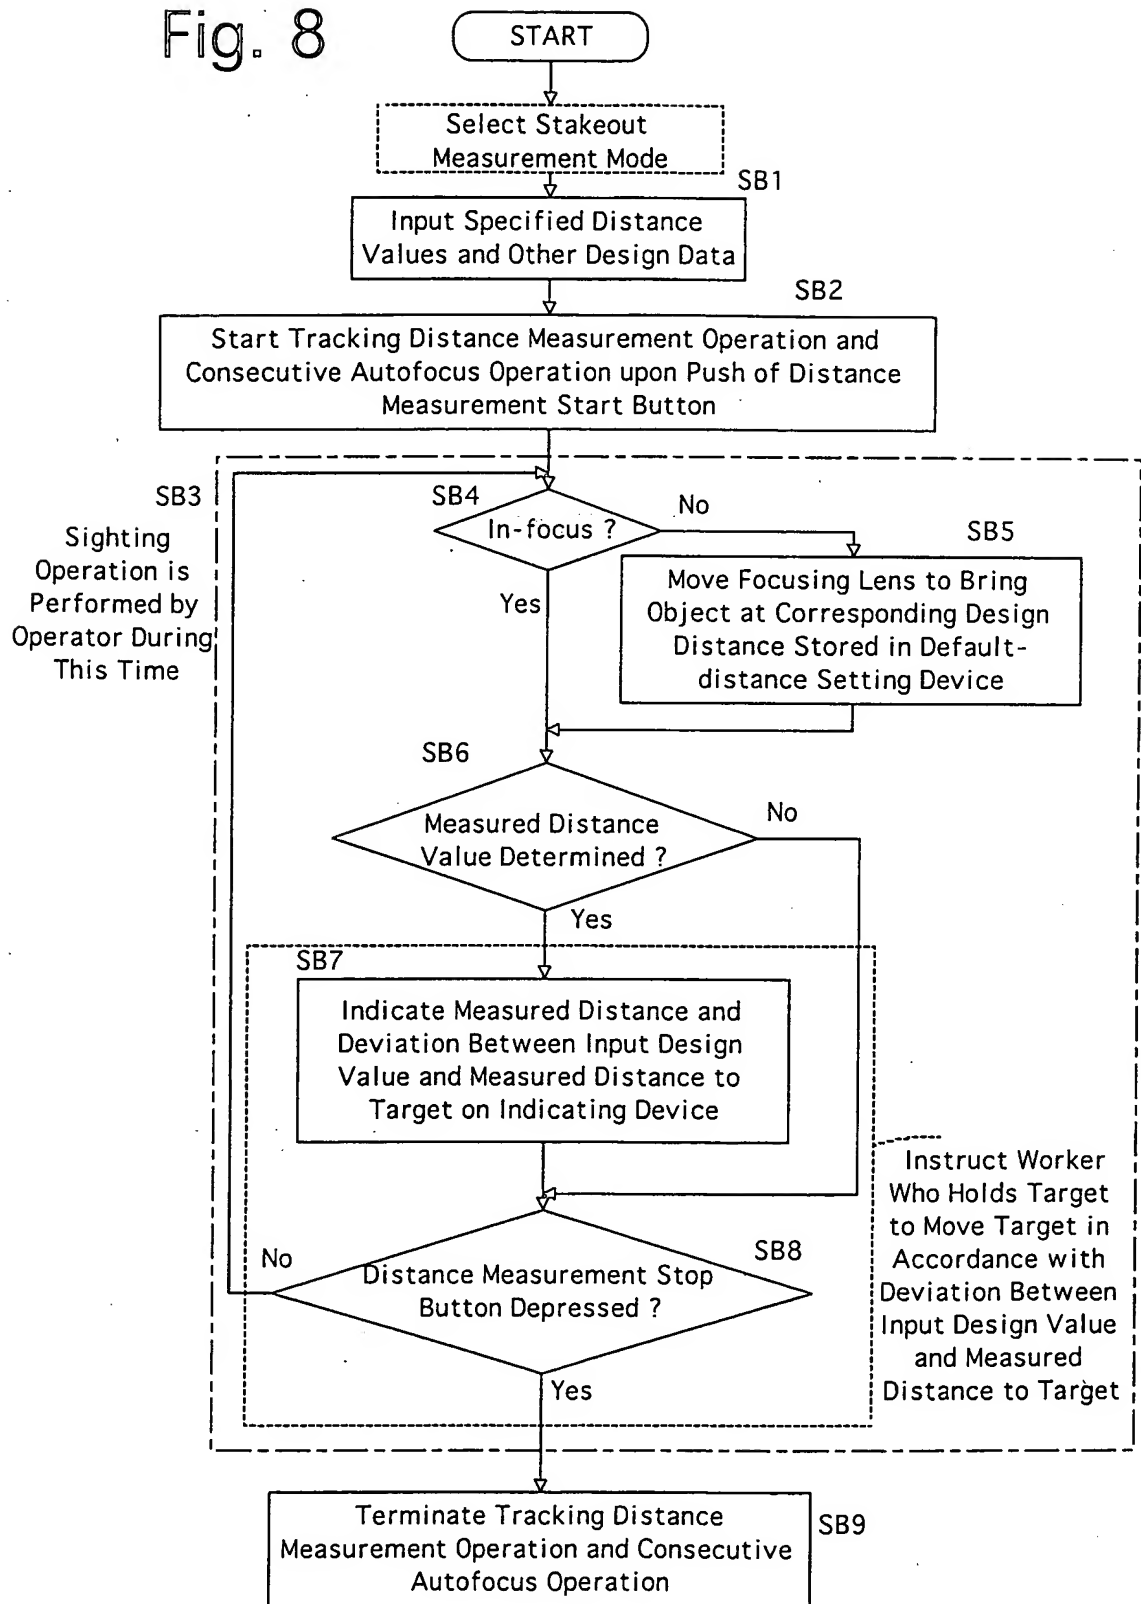 Fig. 8
START
Select Stakeout
Measurement Mode
SB1
Input Specified Distance
Values and Other Design Data
SB2
Start Tracking Distance Measurement Operation and
Consecutive Autofocus Operation upon Push of Distance
Measurement Start Button
SB3
Sighting
Operation is
Performed by
Operator During
This Time
SB4
In-focus ?
No
Yes
SB5
Move Focusing Lens to Bring
Object at Corresponding Design
Distance Stored in Default-
distance Setting Device
SB6
Measured Distance
Value Determined ?
No
Yes
SB7
Indicate Measured Distance and
Deviation Between Input Design
Value and Measured Distance to
Target on Indicating Device
Instruct Worker
Who Holds Target
to Move Target in
Accordance with
Deviation Between
Input Design Value
and Measured
Distance to Target
No
SB8
Distance Measurement Stop
Button Depressed ?
Yes
Terminate Tracking Distance
Measurement Operation and Consecutive
Autofocus Operation
SB9